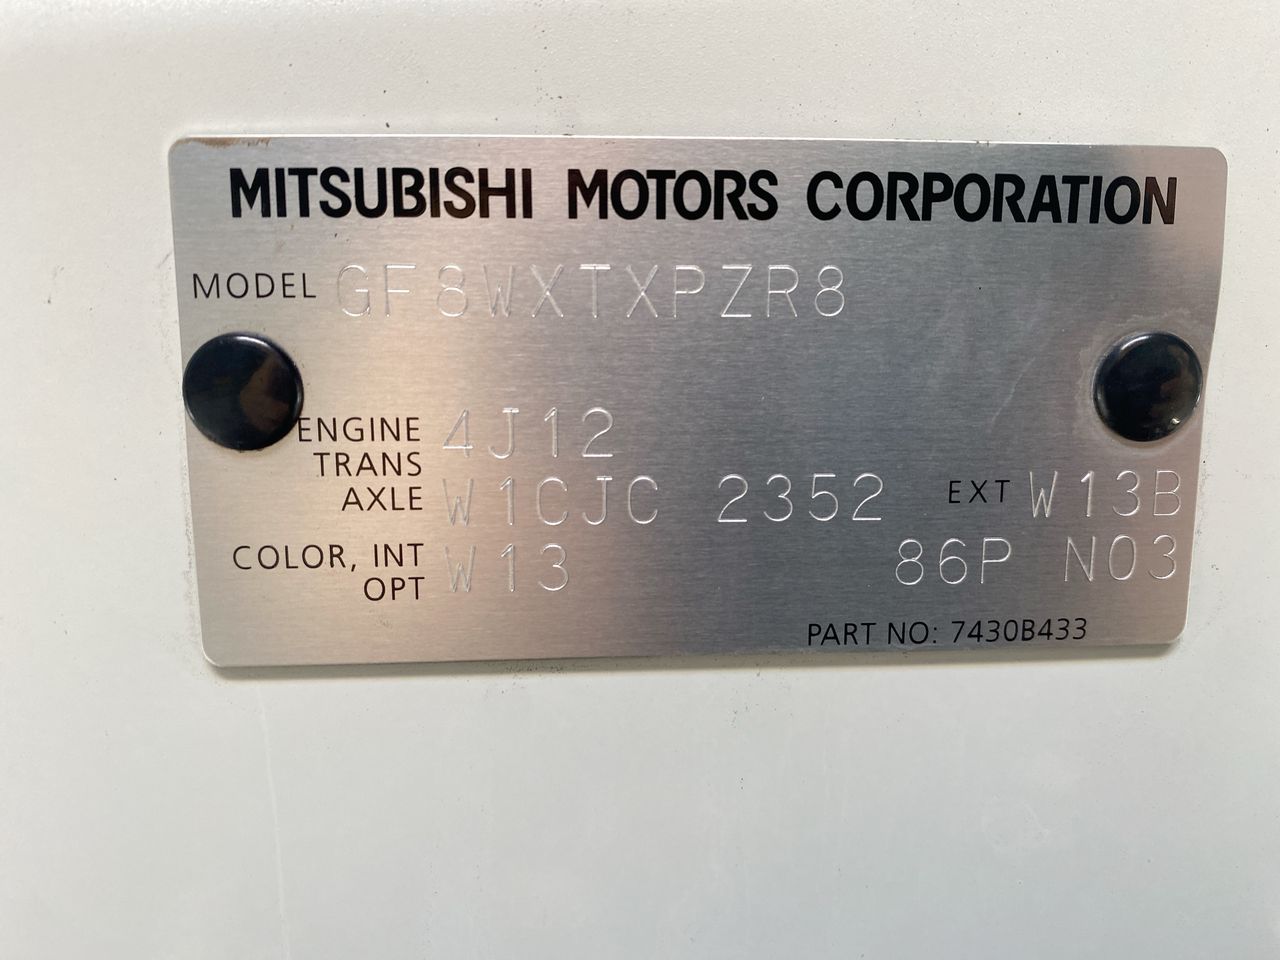 MITSUBISHI MOTORS CORPORATION
MODEL GF8WXTXPZR8
ENGINE 4J12
TRANS
AXLE W1CJC 2352 EXT W13B
COLOR, INT W13 86P N03
OPT
PART NO: 7430B433